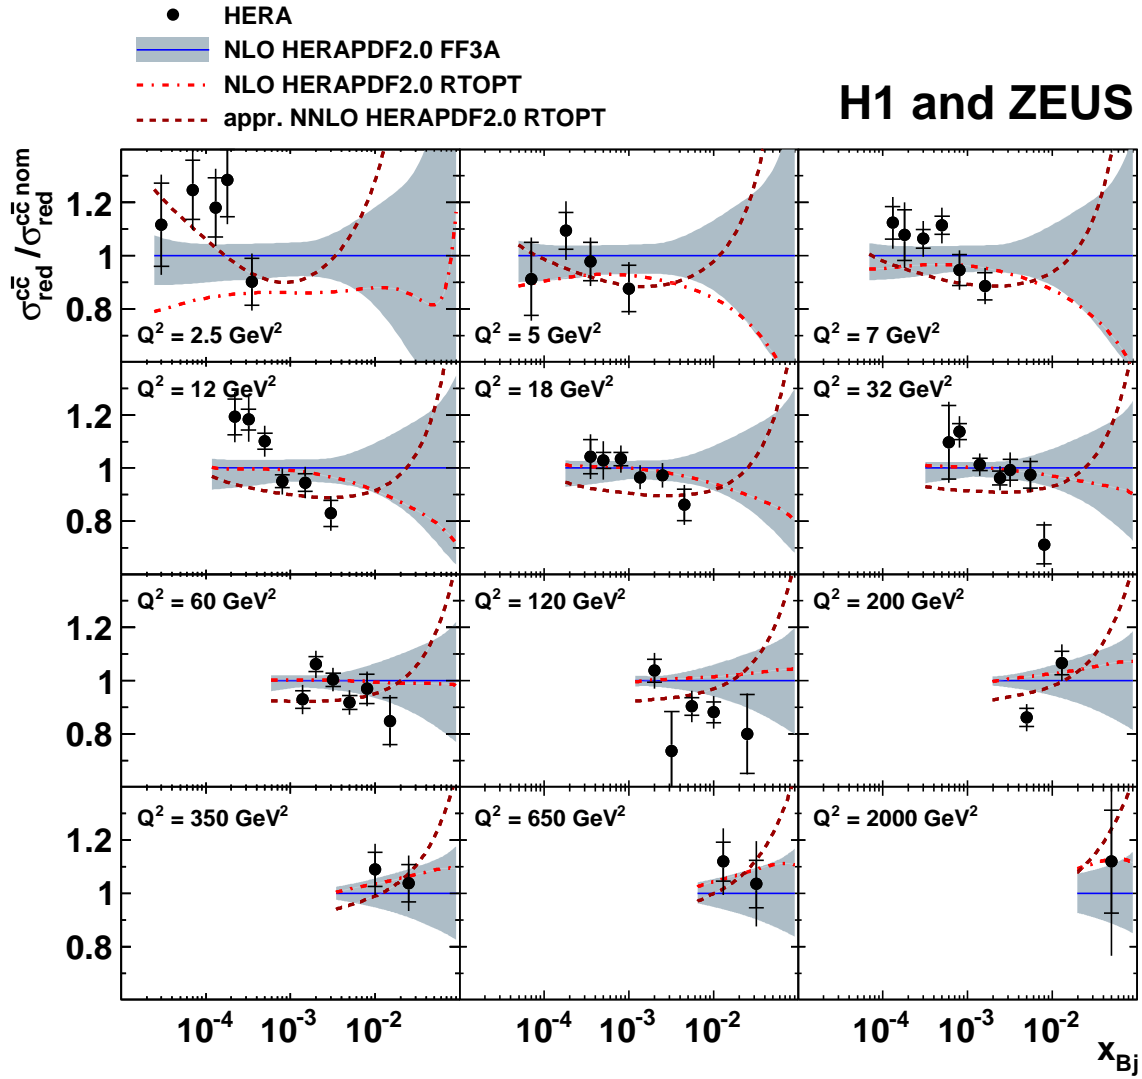 HERA
NLO HERAPDF2.0 FF3A
NLO HERAPDF2.0 RTOPT
appr. NNLO HERAPDF2.0 RTOPT
H1 and ZEUS
σ_red^{cc̄} / σ_red^{cc̄ nom}
1.2
1
0.8
Q² = 2.5 GeV²
Q² = 5 GeV²
Q² = 7 GeV²
1.2
1
0.8
Q² = 12 GeV²
Q² = 18 GeV²
Q² = 32 GeV²
1.2
1
0.8
Q² = 60 GeV²
Q² = 120 GeV²
Q² = 200 GeV²
1.2
1
0.8
Q² = 350 GeV²
Q² = 650 GeV²
Q² = 2000 GeV²
10⁻⁴ 10⁻³ 10⁻² 10⁻⁴ 10⁻³ 10⁻² 10⁻⁴ 10⁻³ 10⁻²
x_Bj